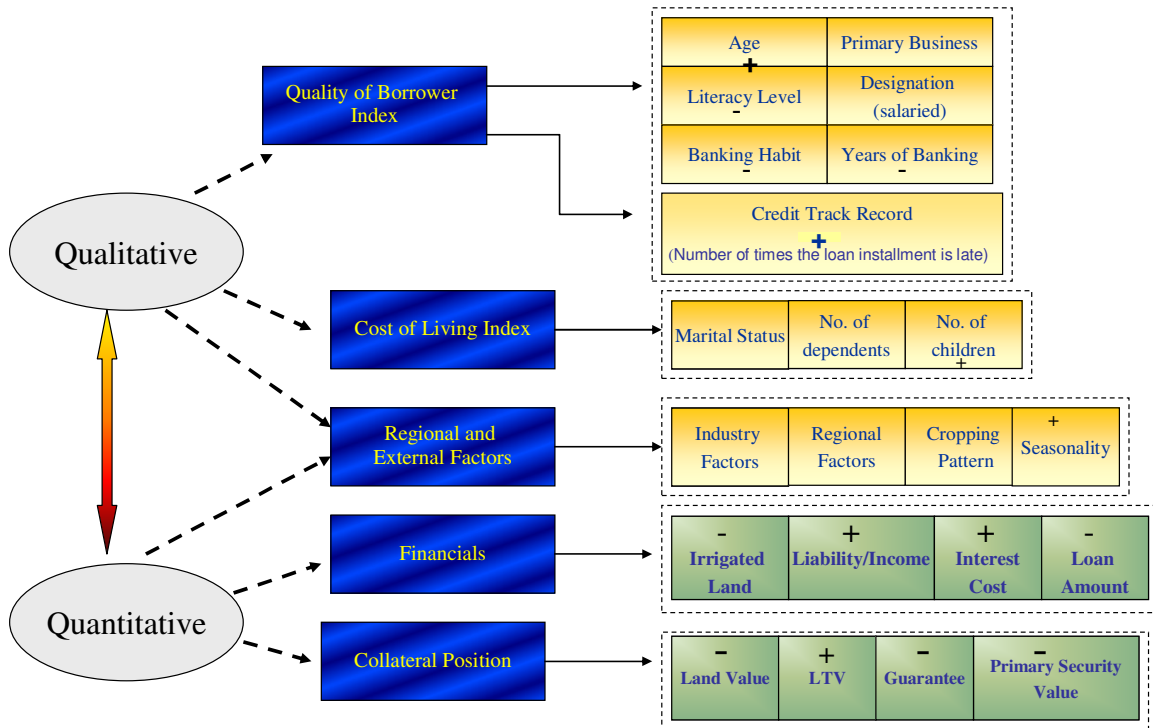 Qualitative
Quantitative
Quality of Borrower
Index
Age
+
Primary Business
Literacy Level
-
Designation
(salaried)
Banking Habit
-
Years of Banking
-
Credit Track Record
+
(Number of times the loan installment is late)
Cost of Living Index
Marital Status
No. of
dependents
No. of
children
+
Regional and
External Factors
Industry
Factors
Regional
Factors
Cropping
Pattern
+
Seasonality
Financials
-
Irrigated
Land
+
Liability/Income
+
Interest
Cost
-
Loan
Amount
Collateral Position
-
Land Value
+
LTV
-
Guarantee
-
Primary Security
Value